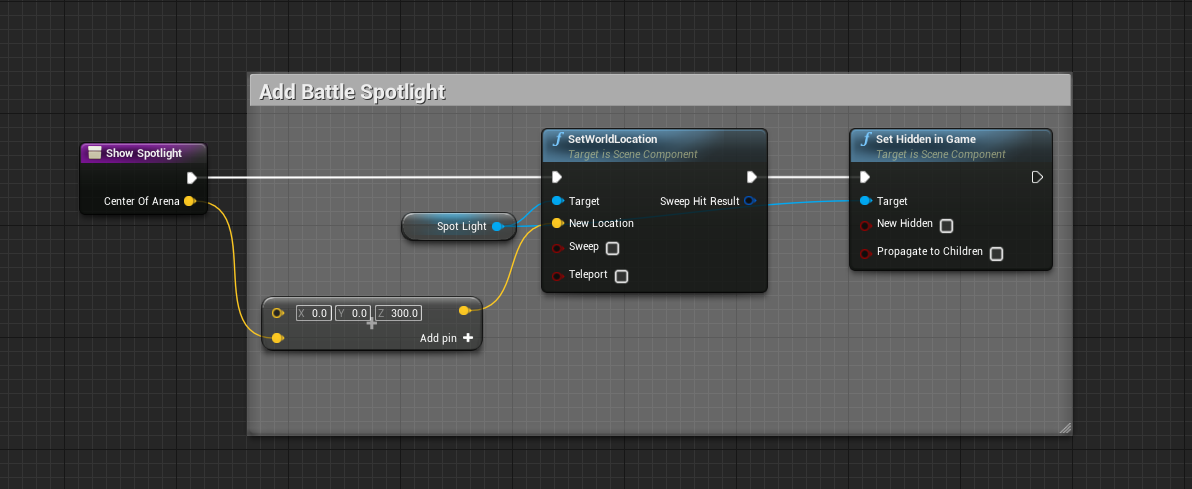 Add Battle Spotlight
Show Spotlight
Center Of Arena
Spot Light
X 0.0 Y 0.0 Z 300.0
Add pin
SetWorldLocation
Target is Scene Component
Target
Sweep Hit Result
New Location
Sweep
Teleport
Set Hidden in Game
Target is Scene Component
Target
New Hidden
Propagate to Children